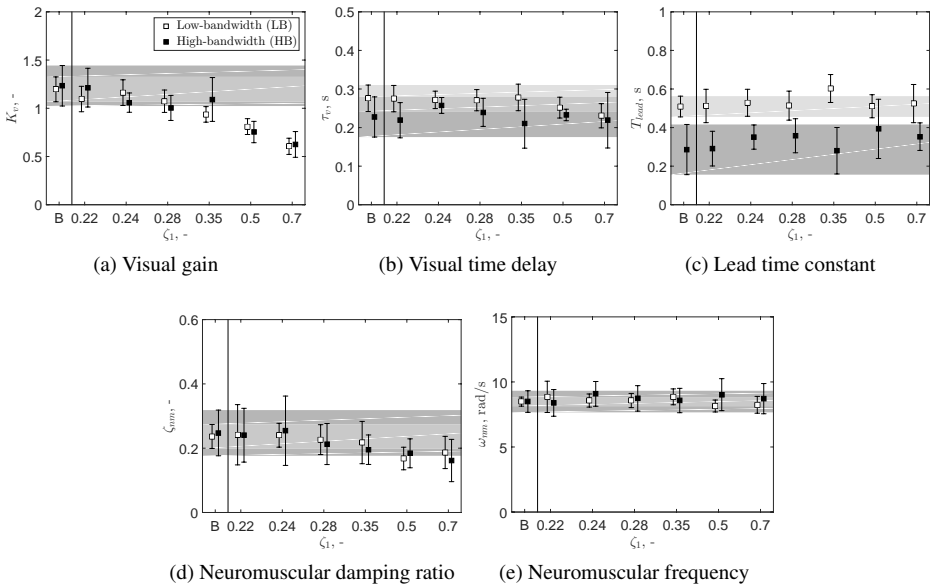 2
1.5
1
0.5
0
K_v, -
Low-bandwidth (LB)
High-bandwidth (HB)
B 0.22 0.24 0.28 0.35 0.5 0.7
ζ₁, -
(a) Visual gain
0.5
0.4
0.3
0.2
0.1
0
τ_v, s
B 0.22 0.24 0.28 0.35 0.5 0.7
ζ₁, -
(b) Visual time delay
1
0.8
0.6
0.4
0.2
0
T_lead, s
B 0.22 0.24 0.28 0.35 0.5 0.7
ζ₁, -
(c) Lead time constant
0.6
0.4
0.2
0
ζ_nm, -
B 0.22 0.24 0.28 0.35 0.5 0.7
ζ₁, -
(d) Neuromuscular damping ratio
15
10
5
0
ω_nm, rad/s
B 0.22 0.24 0.28 0.35 0.5 0.7
ζ₁, -
(e) Neuromuscular frequency